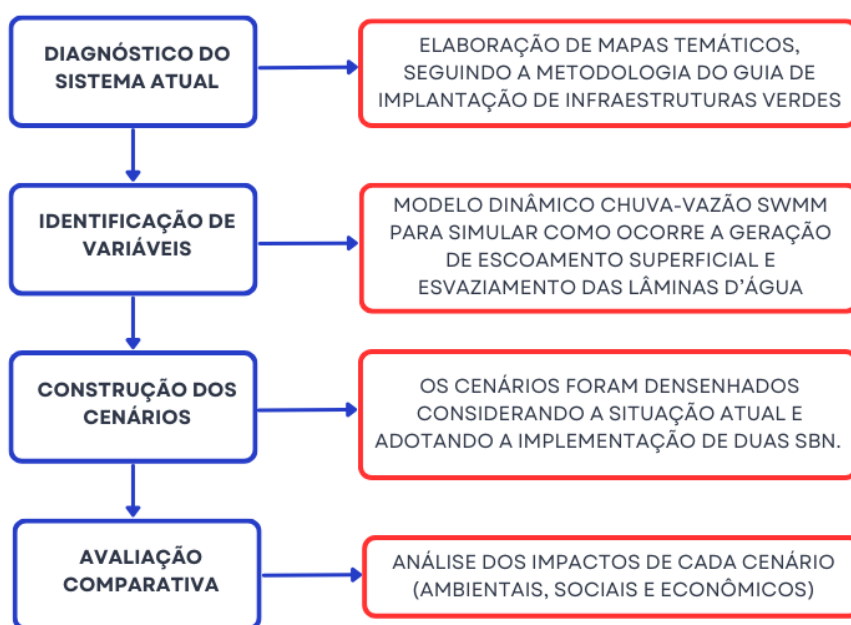 DIAGNÓSTICO DO
SISTEMA ATUAL
ELABORAÇÃO DE MAPAS TEMÁTICOS,
SEGUINDO A METODOLOGIA DO GUIA DE
IMPLANTAÇÃO DE INFRAESTRUTURAS VERDES
IDENTIFICAÇÃO DE
VARIÁVEIS
MODELO DINÂMICO CHUVA-VAZÃO SWMM
PARA SIMULAR COMO OCORRE A GERAÇÃO
DE ESCOAMENTO SUPERFICIAL E
ESVAZIAMENTO DAS LÂMINAS D'ÁGUA
CONSTRUÇÃO DOS
CENÁRIOS
OS CENÁRIOS FORAM DENSENHADOS
CONSIDERANDO A SITUAÇÃO ATUAL E
ADOTANDO A IMPLEMENTAÇÃO DE DUAS SBN.
AVALIAÇÃO
COMPARATIVA
ANÁLISE DOS IMPACTOS DE CADA CENÁRIO
(AMBIENTAIS, SOCIAIS E ECONÔMICOS)